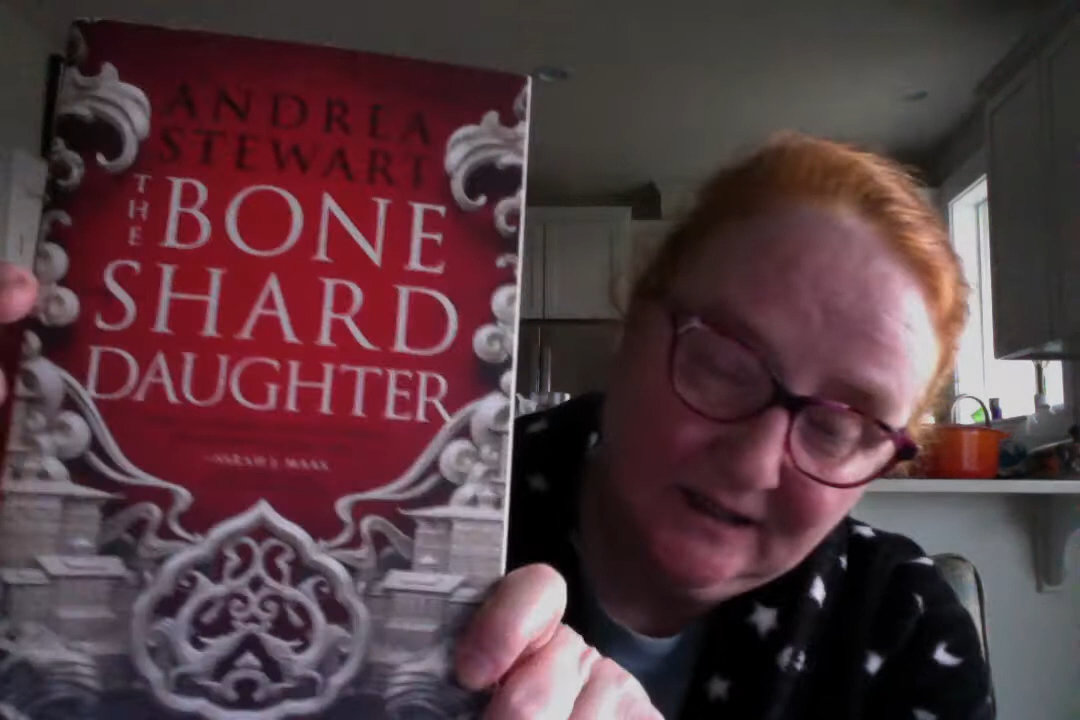 ANDREA
STEWART
THE
BONE
SHARD
DAUGHTER
—SARAH J. MAAS